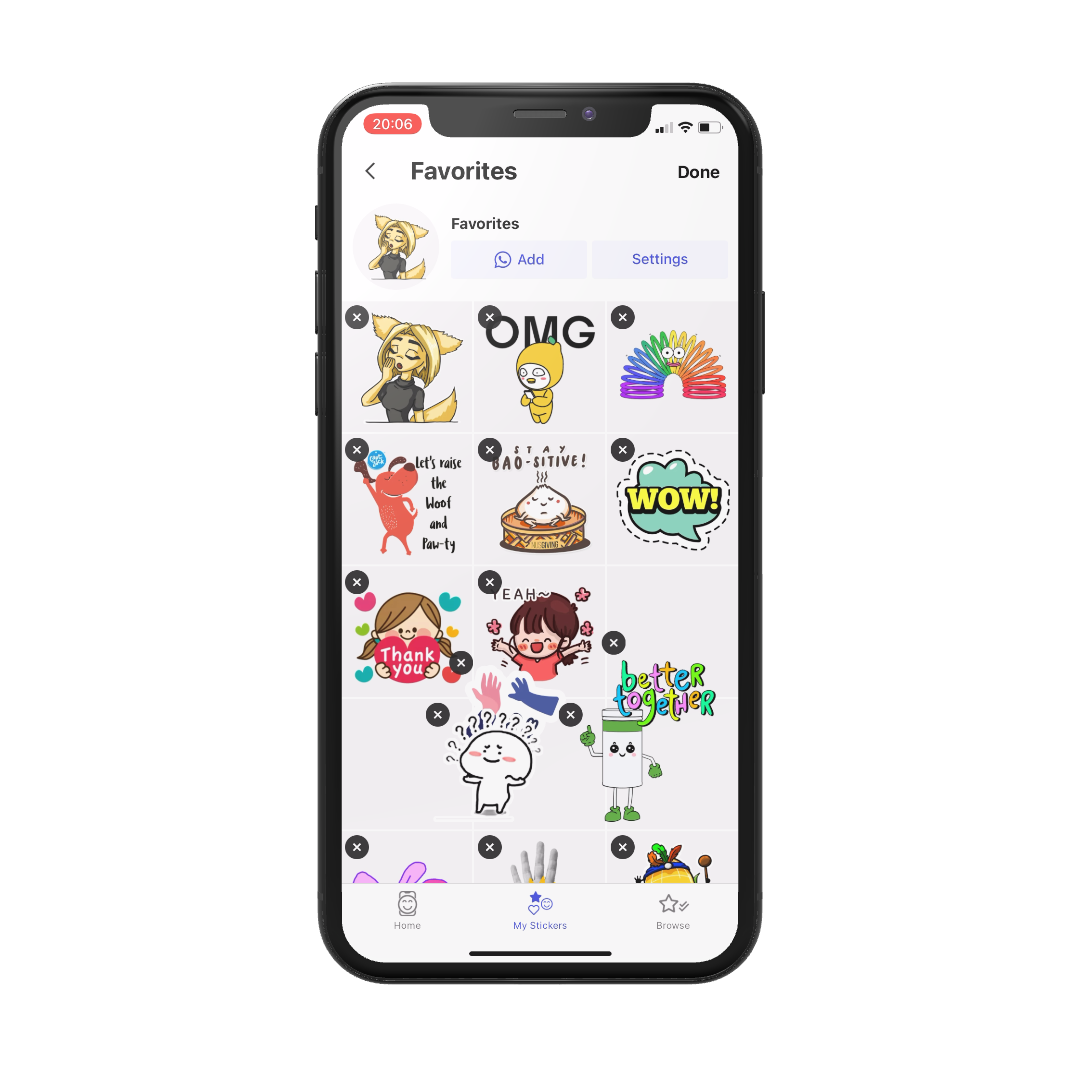 20:06
Favorites
Done
Favorites
Add
Settings
OMG
Let's raise
the
Woof
and
Paw-ty
STAY
BAO-SITIVE!
GIVING
WOW!
Thank
you
YEAH~
better
together
? ? ? ? ? ? ?
Home
My Stickers
Browse